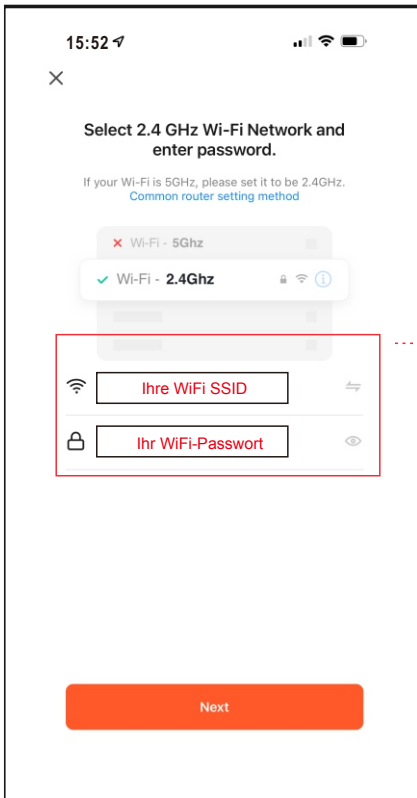 15:52
Select 2.4 GHz Wi-Fi Network and
enter password.
If your Wi-Fi is 5GHz, please set it to be 2.4GHz.
Common router setting method
Wi-Fi - 5Ghz
Wi-Fi - 2.4Ghz
Ihre WiFi SSID
Ihr WiFi-Passwort
Next